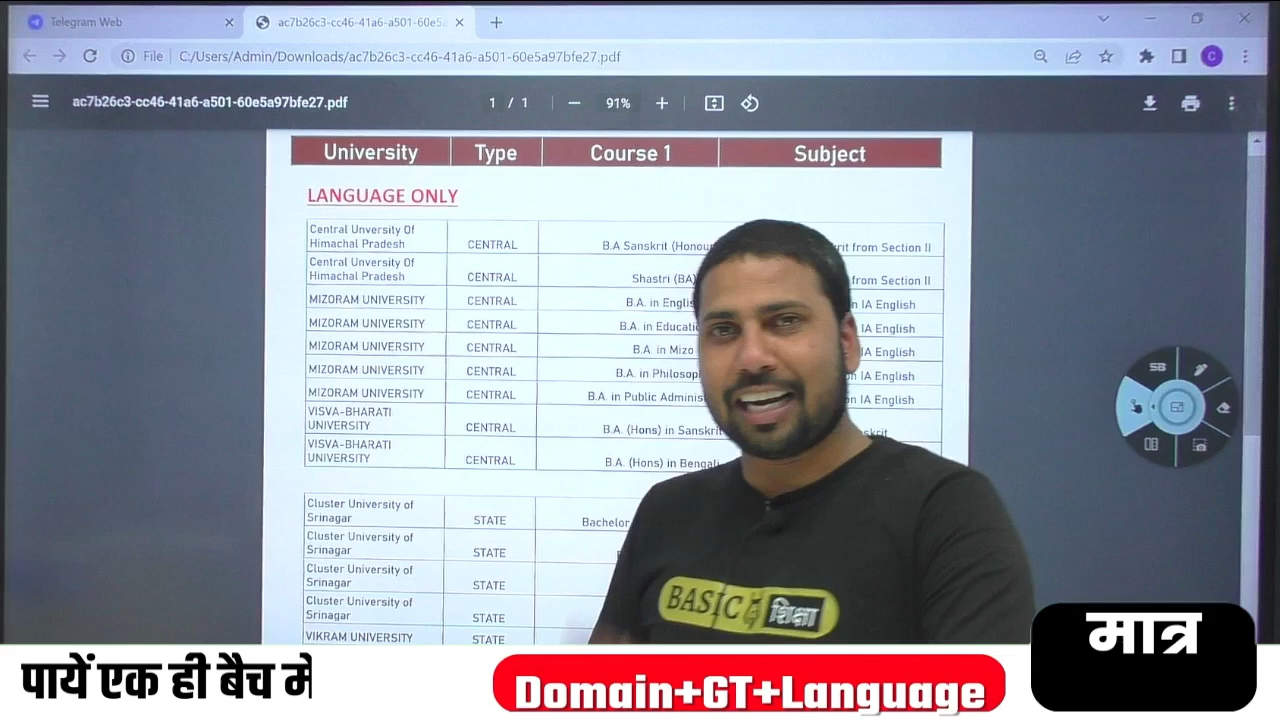 Telegram Web
ac7b26c3-cc46-41a6-a501-60e5
File
C:/Users/Admin/Downloads/ac7b26c3-cc46-41a6-a501-60e5a97bfe27.pdf
C
ac7b26c3-cc46-41a6-a501-60e5a97bfe27.pdf
1 / 1
91%
University Type Course 1 Subject
LANGUAGE ONLY
Central Unversity Of Himachal Pradesh CENTRAL B.A Sanskrit (Honou from Section II
Central Unversity Of Himachal Pradesh CENTRAL Shastri (BA) from Section II
MIZORAM UNIVERSITY CENTRAL B.A. in Englis IA English
MIZORAM UNIVERSITY CENTRAL B.A. in Educatio IA English
MIZORAM UNIVERSITY CENTRAL B.A. in Mizo IA English
MIZORAM UNIVERSITY CENTRAL B.A. in Philosop IA English
MIZORAM UNIVERSITY CENTRAL B.A. in Public Adminis IA English
VISVA-BHARATI UNIVERSITY CENTRAL B.A. (Hons) in Sanskrit
VISVA-BHARATI UNIVERSITY CENTRAL B.A. (Hons) in Bengali
Cluster University of Srinagar STATE Bachelor
Cluster University of Srinagar STATE
Cluster University of Srinagar STATE
Cluster University of Srinagar STATE
VIKRAM UNIVERSITY STATE
SB
BASIC शिक्षा
पायें एक ही बैच में
Domain+GT+Language
मात्र